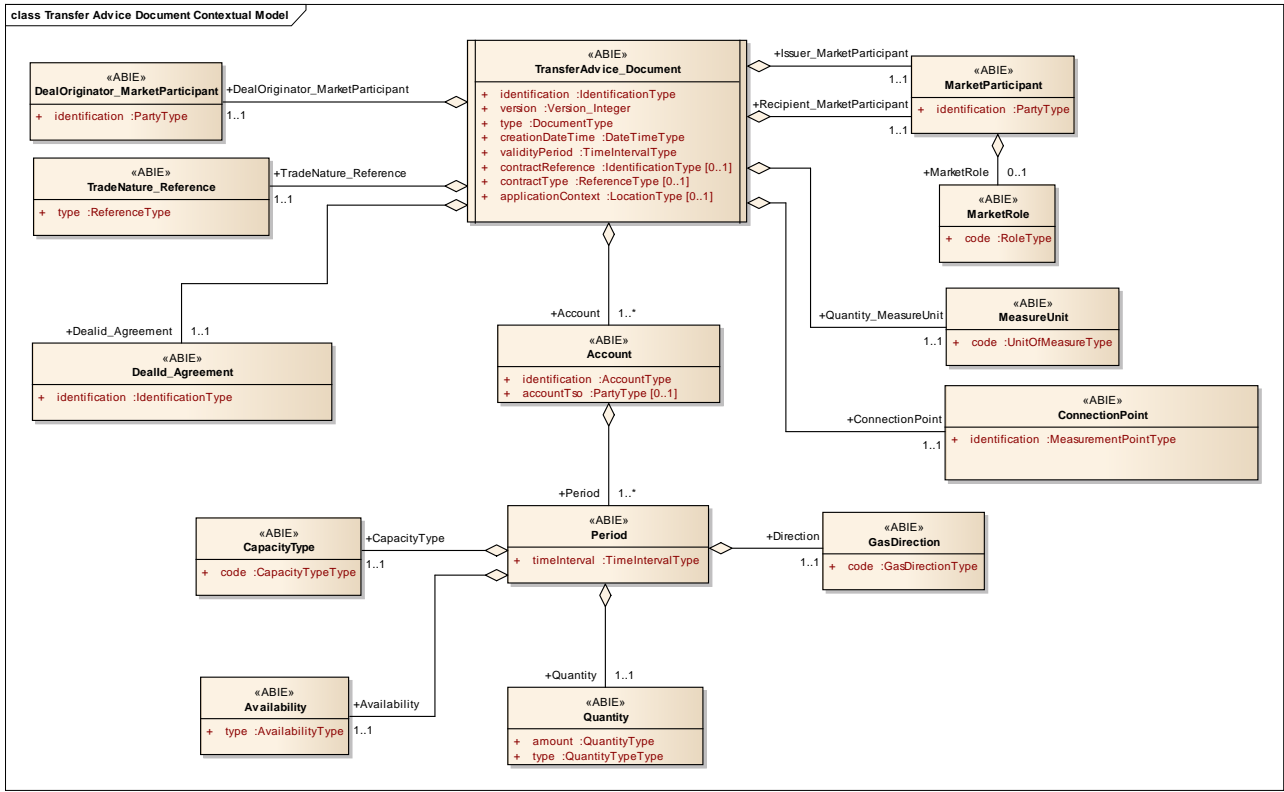 class Transfer Advice Document Contextual Model
«ABIE»
TransferAdvice_Document
+ identification :IdentificationType
+ version :Version_Integer
+ type :DocumentType
+ creationDateTime :DateTimeType
+ validityPeriod :TimeIntervalType
+ contractReference :IdentificationType [0..1]
+ contractType :ReferenceType [0..1]
+ applicationContext :LocationType [0..1]
«ABIE»
DealOriginator_MarketParticipant
+ identification :PartyType
+DealOriginator_MarketParticipant
1..1
+Issuer_MarketParticipant
1..1
+Recipient_MarketParticipant
1..1
«ABIE»
MarketParticipant
+ identification :PartyType
«ABIE»
TradeNature_Reference
+ type :ReferenceType
+TradeNature_Reference
1..1
+MarketRole 0..1
«ABIE»
MarketRole
+ code :RoleType
+Dealid_Agreement 1..1
«ABIE»
DealId_Agreement
+ identification :IdentificationType
+Account 1..*
«ABIE»
Account
+ identification :AccountType
+ accountTso :PartyType [0..1]
+Quantity_MeasureUnit
1..1
«ABIE»
MeasureUnit
+ code :UnitOfMeasureType
+ConnectionPoint
1..1
«ABIE»
ConnectionPoint
+ identification :MeasurementPointType
+Period 1..*
«ABIE»
Period
+ timeInterval :TimeIntervalType
«ABIE»
CapacityType
+ code :CapacityTypeType
+CapacityType
1..1
+Direction
1..1
«ABIE»
GasDirection
+ code :GasDirectionType
«ABIE»
Availability
+ type :AvailabilityType
+Availability
1..1
+Quantity 1..1
«ABIE»
Quantity
+ amount :QuantityType
+ type :QuantityTypeType